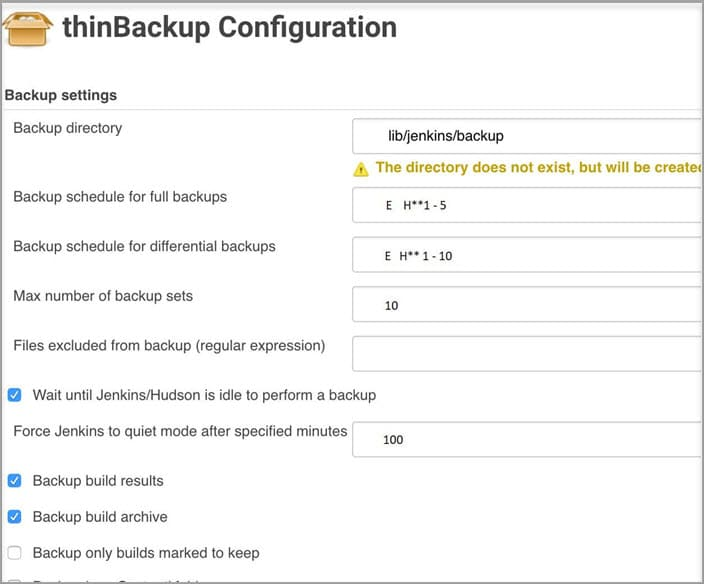 thinBackup Configuration
Backup settings
Backup directory
lib/jenkins/backup
The directory does not exist, but will be created
Backup schedule for full backups
E H**1-5
Backup schedule for differential backups
E H** 1-10
Max number of backup sets
10
Files excluded from backup (regular expression)
Wait until Jenkins/Hudson is idle to perform a backup
Force Jenkins to quiet mode after specified minutes
100
Backup build results
Backup build archive
Backup only builds marked to keep